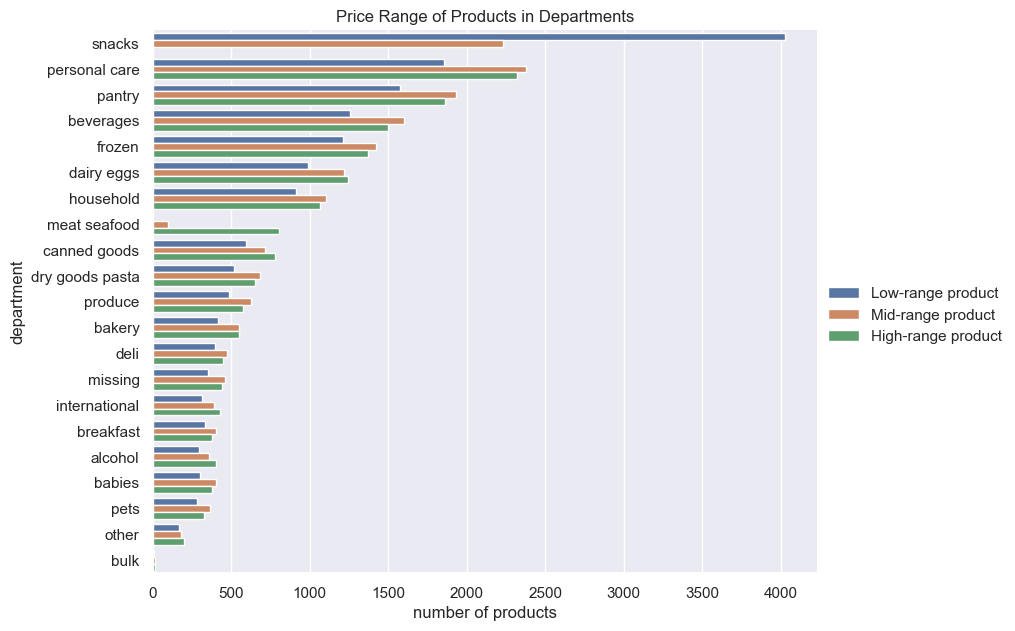 Price Range of Products in Departments
snacks
personal care
pantry
beverages
frozen
dairy eggs
household
meat seafood
canned goods
dry goods pasta
produce
bakery
deli
missing
international
breakfast
alcohol
babies
pets
other
bulk
department
0 500 1000 1500 2000 2500 3000 3500 4000
number of products
Low-range product
Mid-range product
High-range product